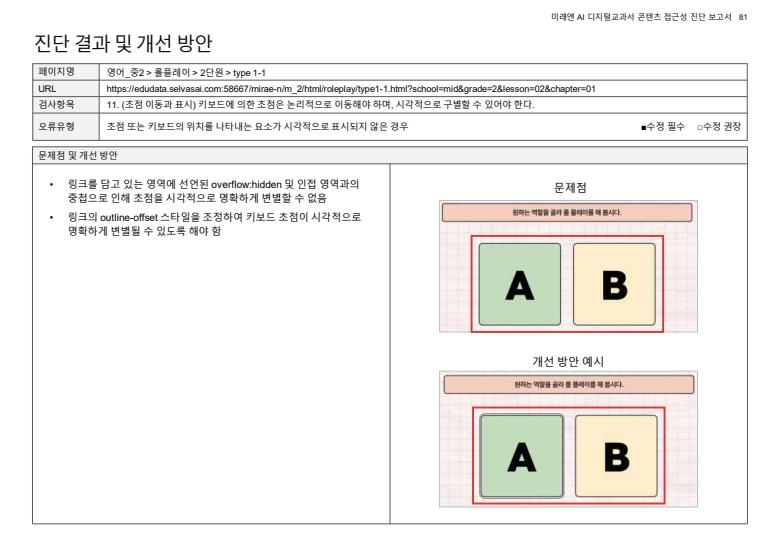 미래엔 AI 디지털교과서 콘텐츠 접근성 진단 보고서 81
진단 결과 및 개선 방안
페이지명 영어_중2 > 롤플레이 > 2단원 > type 1-1
URL https://edudata.selvasai.com:58667/mirae-n/m_2/html/roleplay/type1-1.html?school=mid&grade=2&lesson=02&chapter=01
검사항목 11. (초점 이동과 표시) 키보드에 의한 초점은 논리적으로 이동해야 하며, 시각적으로 구별할 수 있어야 한다.
오류유형 초점 또는 키보드의 위치를 나타내는 요소가 시각적으로 표시되지 않은 경우 ■수정 필수 □수정 권장
문제점 및 개선 방안
• 링크를 담고 있는 영역에 선언된 overflow:hidden 및 인접 영역과의
중첩으로 인해 초점을 시각적으로 명확하게 변별할 수 없음
• 링크의 outline-offset 스타일을 조정하여 키보드 초점이 시각적으로
명확하게 변별될 수 있도록 해야 함
문제점
원하는 역할을 골라 롤 플레이를 해 봅시다.
A B
개선 방안 예시
원하는 역할을 골라 롤 플레이를 해 봅시다.
A B